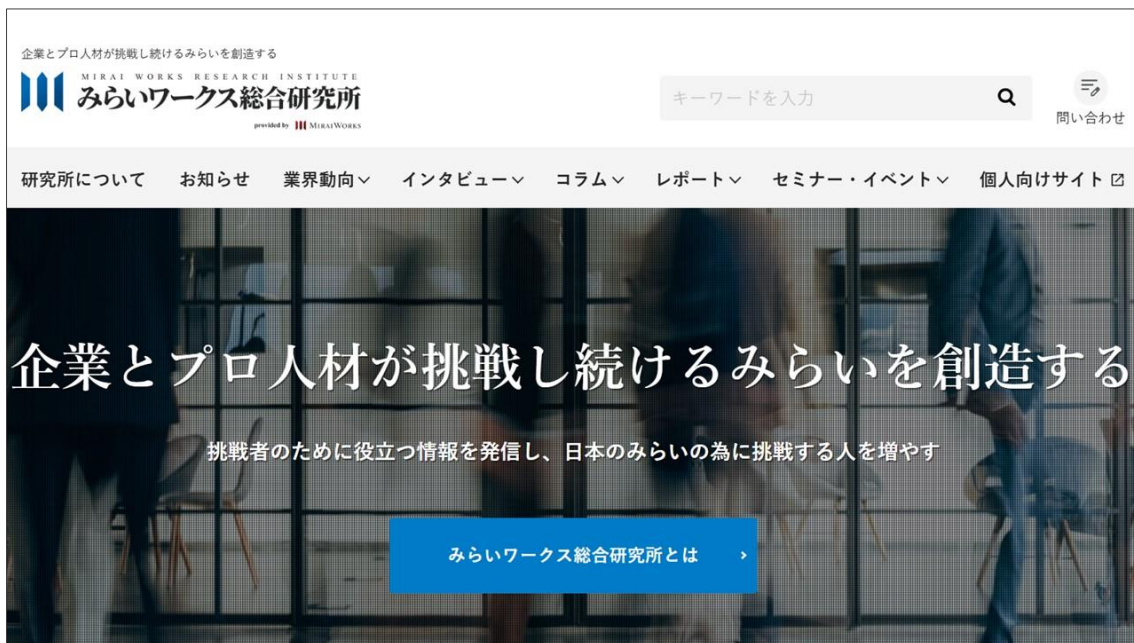 企業とプロ人材が挑戦し続けるみらいを創造する
MIRAI WORKS RESEARCH INSTITUTE
みらいワークス総合研究所
provided by MIRAIWORKS
キーワードを入力
問い合わせ
研究所について お知らせ 業界動向 インタビュー コラム レポート セミナー・イベント 個人向けサイト
企業とプロ人材が挑戦し続けるみらいを創造する
挑戦者のために役立つ情報を発信し、日本のみらいの為に挑戦する人を増やす
みらいワークス総合研究所とは